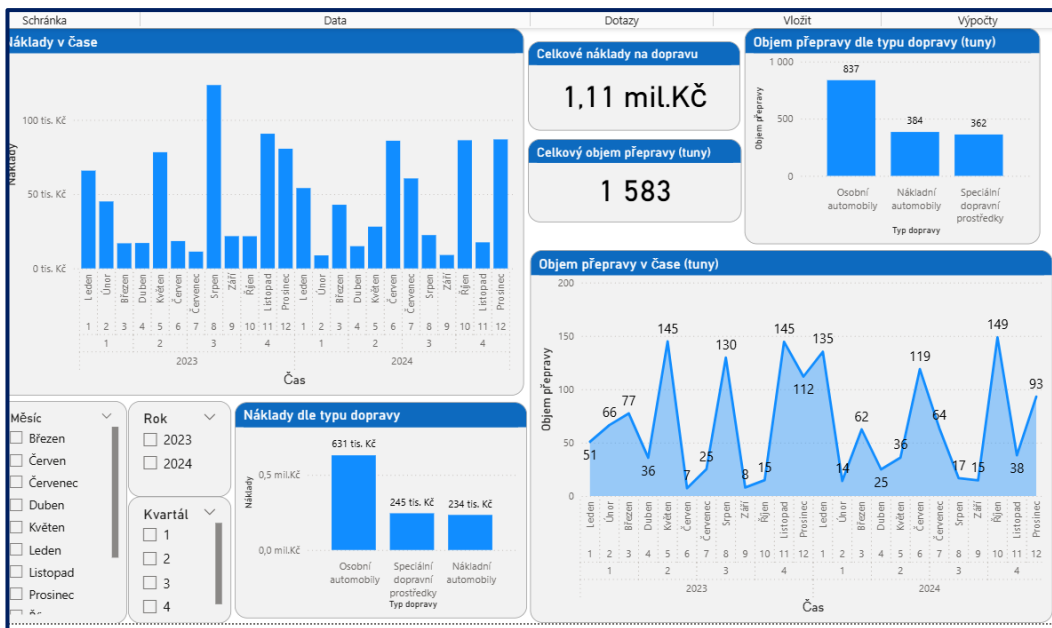 Schránka Data Dotazy Vložit Výpočty
Náklady v čase
Náklady
100 tis. Kč
50 tis. Kč
0 tis. Kč
Leden Únor Březen Duben Květen Červen Červenec Srpen Září Říjen Listopad Prosinec Leden Únor Březen Duben Květen Červen Červenec Srpen Září Říjen Listopad Prosinec
1 2 3 4 5 6 7 8 9 10 11 12 1 2 3 4 5 6 7 8 9 10 11 12
1 2 3 4 1 2 3 4
2023 2024
Čas
Celkové náklady na dopravu
1,11 mil.Kč
Celkový objem přepravy (tuny)
1 583
Objem přepravy dle typu dopravy (tuny)
Objem přepravy
1 000
500
0
837 384 362
Osobní automobily
Nákladní automobily
Speciální dopravní prostředky
Typ dopravy
Měsíc
Březen
Červen
Červenec
Duben
Květen
Leden
Listopad
Prosinec
Rok
2023
2024
Kvartál
1
2
3
4
Náklady dle typu dopravy
Náklady
0,5 mil.Kč
0,0 mil.Kč
631 tis. Kč 245 tis. Kč 234 tis. Kč
Osobní automobily
Speciální dopravní prostředky
Nákladní automobily
Typ dopravy
Objem přepravy v čase (tuny)
Objem přepravy
200
150
100
50
0
51 66 77 36 145 7 25 130 8 15 145 112 135 14 62 25 36 119 64 17 15 149 38 93
Leden Únor Březen Duben Květen Červen Červenec Srpen Září Říjen Listopad Prosinec Leden Únor Březen Duben Květen Červen Červenec Srpen Září Říjen Listopad Prosinec
1 2 3 4 5 6 7 8 9 10 11 12 1 2 3 4 5 6 7 8 9 10 11 12
1 2 3 4 1 2 3 4
2023 2024
Čas